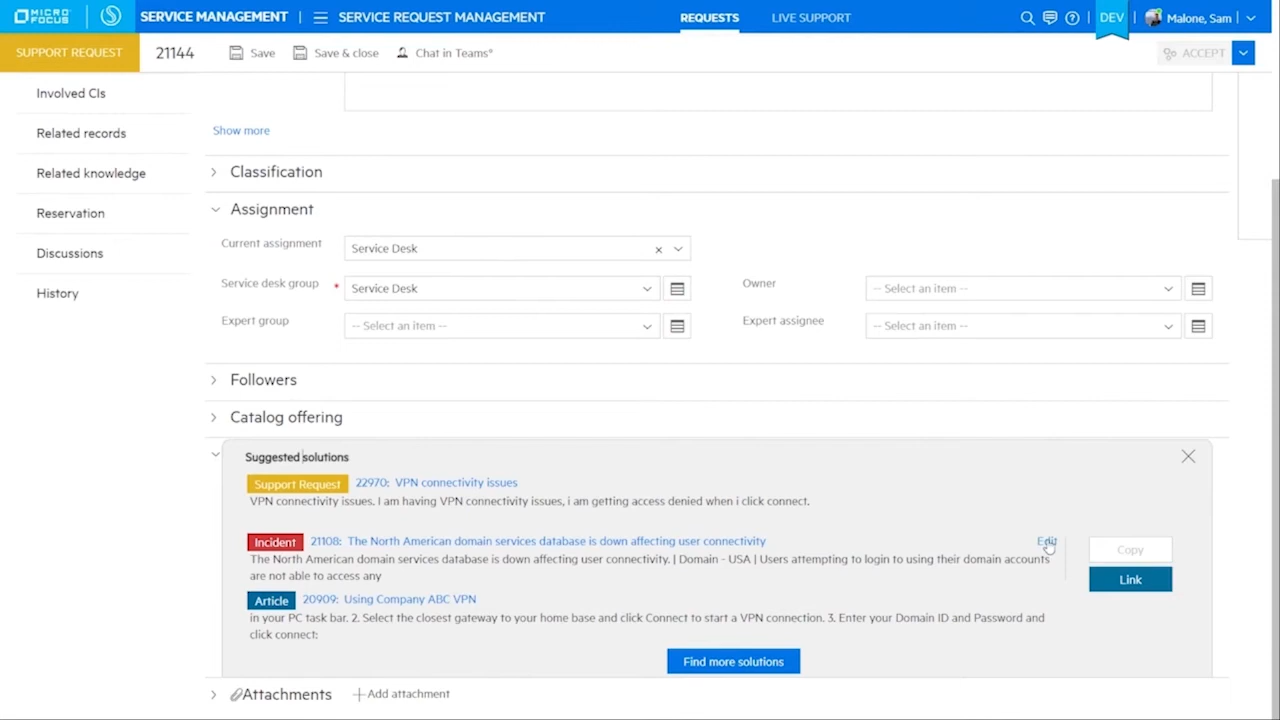 MICRO FOCUS
SERVICE MANAGEMENT
SERVICE REQUEST MANAGEMENT
REQUESTS
LIVE SUPPORT
DEV
Malone, Sam
SUPPORT REQUEST
21144
Save
Save & close
Chat in Teams°
ACCEPT
Involved CIs
Related records
Related knowledge
Reservation
Discussions
History
Show more
Classification
Assignment
Current assignment
Service Desk
Service desk group *
Service Desk
Owner
-- Select an item --
Expert group
-- Select an item --
Expert assignee
-- Select an item --
Followers
Catalog offering
Suggested solutions
Support Request 22970: VPN connectivity issues
VPN connectivity issues. I am having VPN connectivity issues, i am getting access denied when i click connect.
Incident 21108: The North American domain services database is down affecting user connectivity
Edit
The North American domain services database is down affecting user connectivity. | Domain - USA | Users attempting to login to using their domain accounts
are not able to access any
Copy
Link
Article 20909: Using Company ABC VPN
in your PC task bar. 2. Select the closest gateway to your home base and click Connect to start a VPN connection. 3. Enter your Domain ID and Password and
click connect:
Find more solutions
Attachments
Add attachment